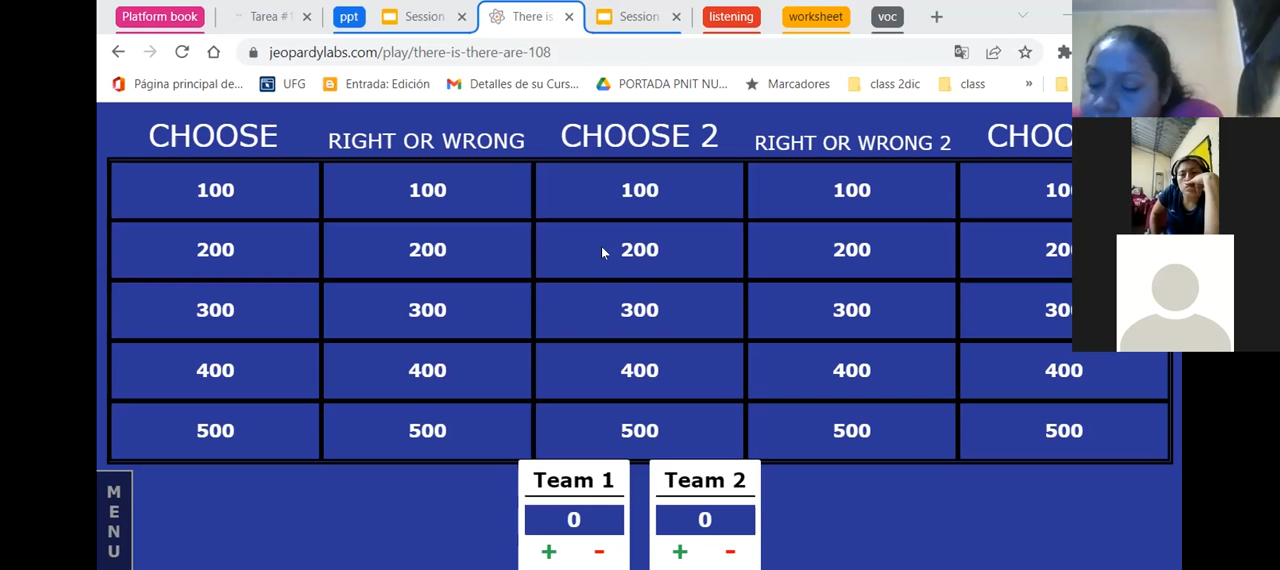 Platform book Tarea #1 ppt Session There is Session listening worksheet voc
jeopardylabs.com/play/there-is-there-are-108
Página principal de... UFG Entrada: Edición Detalles de su Curs... PORTADA PNIT NU... Marcadores class 2dic class »
CHOOSE RIGHT OR WRONG CHOOSE 2 RIGHT OR WRONG 2
100 100 100 100
200 200 200 200
300 300 300 300
400 400 400 400 400
500 500 500 500 500
MENU
Team 1 Team 2
0 0
+ - + -